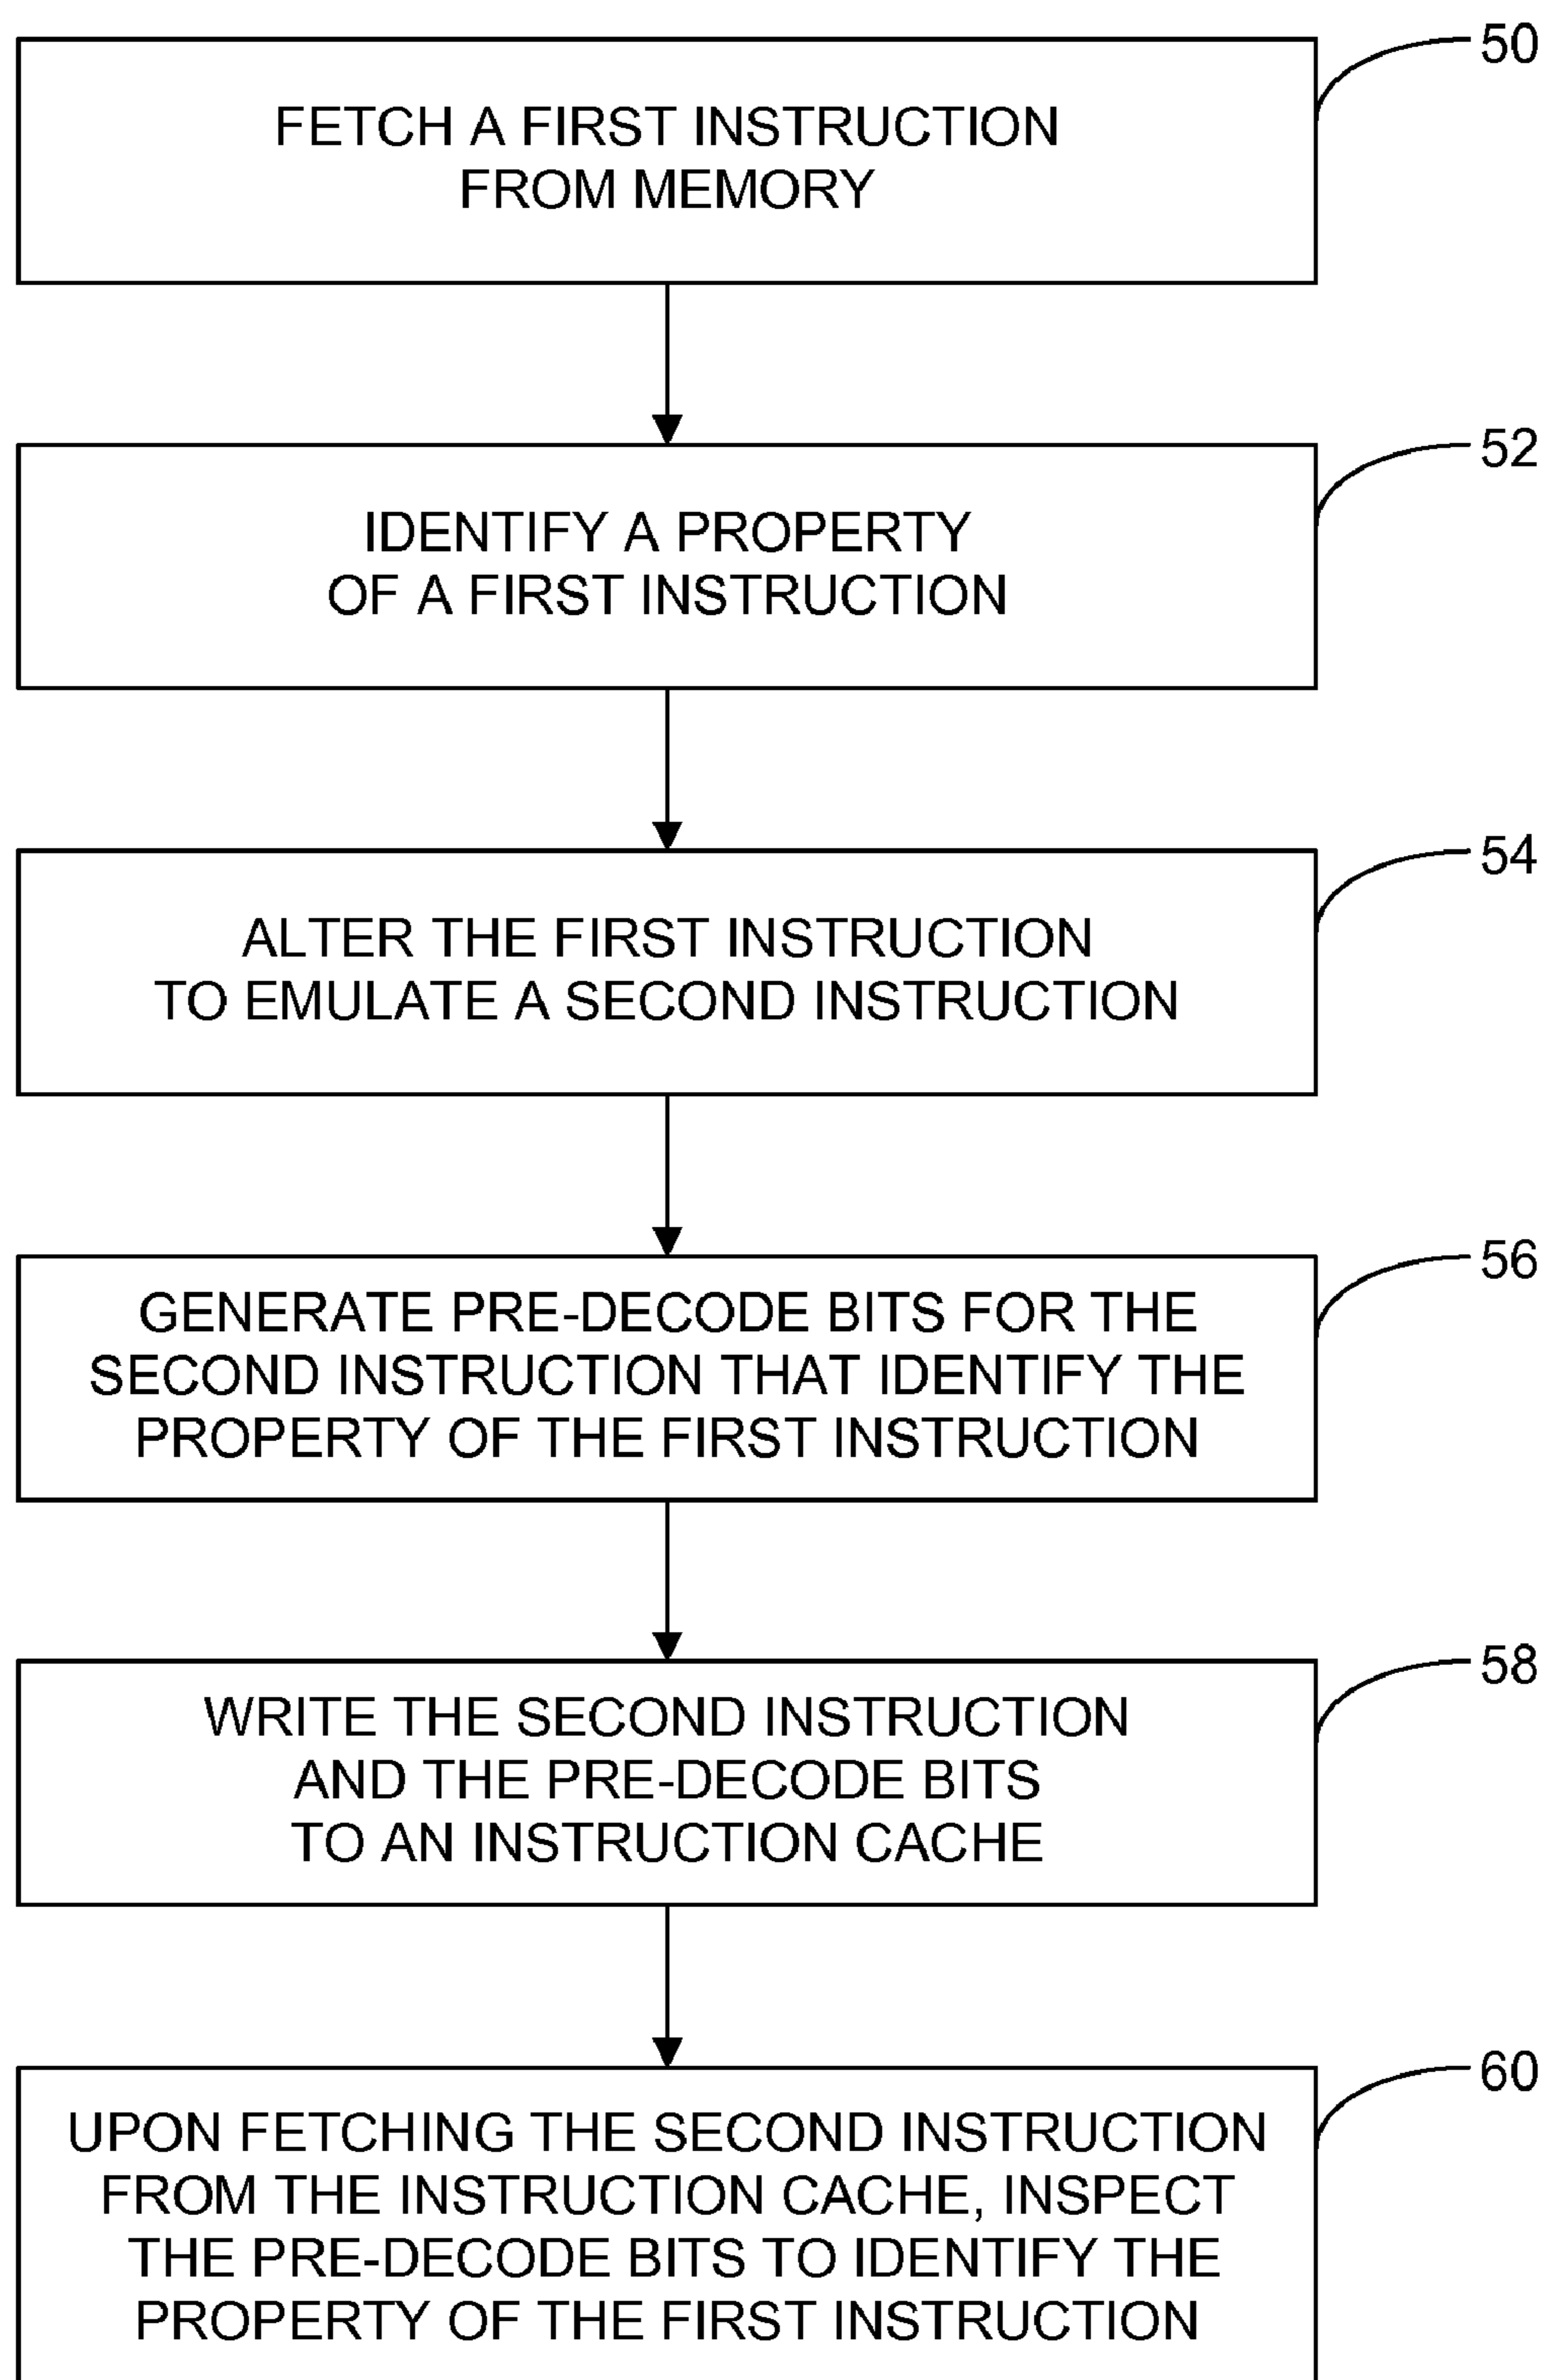 50
FETCH A FIRST INSTRUCTION
FROM MEMORY
52
IDENTIFY A PROPERTY
OF A FIRST INSTRUCTION
54
ALTER THE FIRST INSTRUCTION
TO EMULATE A SECOND INSTRUCTION
56
GENERATE PRE-DECODE BITS FOR THE
SECOND INSTRUCTION THAT IDENTIFY THE
PROPERTY OF THE FIRST INSTRUCTION
58
WRITE THE SECOND INSTRUCTION
AND THE PRE-DECODE BITS
TO AN INSTRUCTION CACHE
60
UPON FETCHING THE SECOND INSTRUCTION
FROM THE INSTRUCTION CACHE, INSPECT
THE PRE-DECODE BITS TO IDENTIFY THE
PROPERTY OF THE FIRST INSTRUCTION